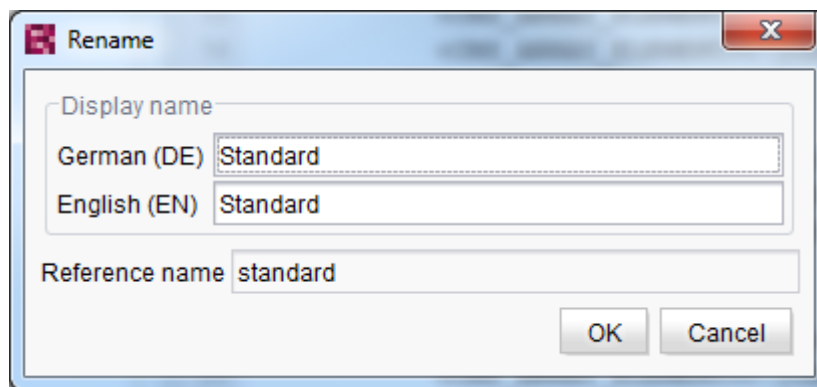 Rename
Display name
German (DE) Standard
English (EN) Standard
Reference name standard
OK Cancel